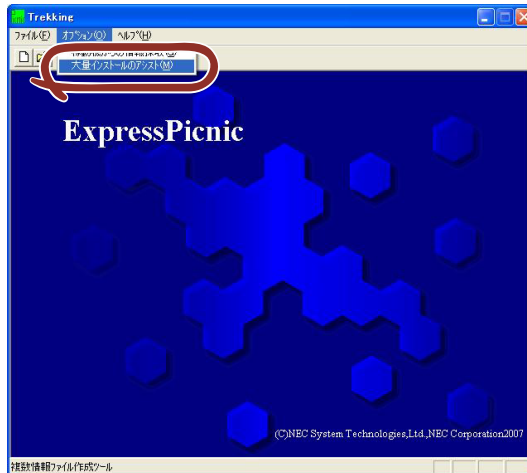 Trekking
ファイル(F) オプション(O) ヘルプ(H)
大量インストールのアシスト(M)
ExpressPicnic
(C)NEC System Technologies,Ltd.,NEC Corporation2007
複数情報ファイル作成ツール